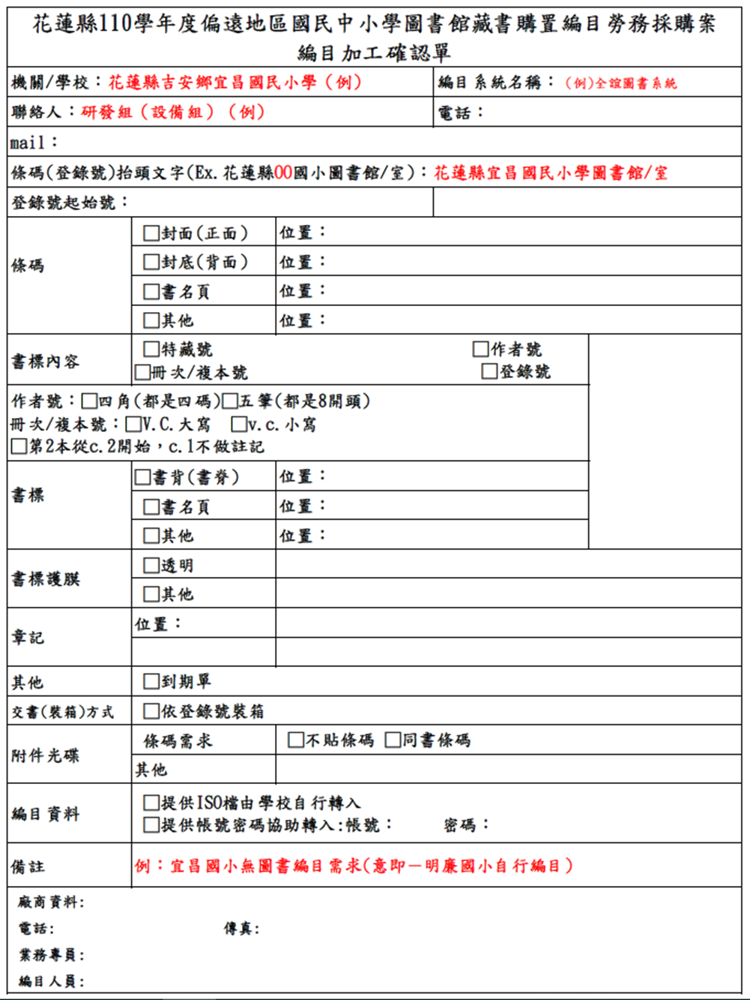 花蓮縣110學年度偏遠地區國民中小學圖書館藏書購置編目勞務採購案
編目加工確認單
機關/學校：花蓮縣吉安鄉宜昌國民小學（例） 編目系統名稱：（例）全誼圖書系統
聯絡人：研發組（設備組）（例） 電話：
mail：
條碼(登錄號)抬頭文字(Ex.花蓮縣OO國小圖書館/室)：花蓮縣宜昌國民小學圖書館/室
登錄號起始號：
條碼
□封面(正面) 位置：
□封底(背面) 位置：
□書名頁 位置：
□其他 位置：
書標內容
□特藏號 □作者號
□冊次/複本號 □登錄號
作者號：□四角(都是四碼)□五筆(都是8開頭)
冊次/複本號：□V.C.大寫 □v.c.小寫
□第2本從c.2開始，c.1不做註記
書標
□書背(書脊) 位置：
□書名頁 位置：
□其他 位置：
書標護膜
□透明
□其他
章記
位置：
其他 □到期單
交書(裝箱)方式 □依登錄號裝箱
附件光碟
條碼需求 □不貼條碼 □同書條碼
其他
編目資料
□提供ISO檔由學校自行轉入
□提供帳號密碼協助轉入:帳號： 密碼：
備註 例：宜昌國小無圖書編目需求(意即－明廉國小自行編目)
廠商資料:
電話: 傳真:
業務專員:
編目人員: